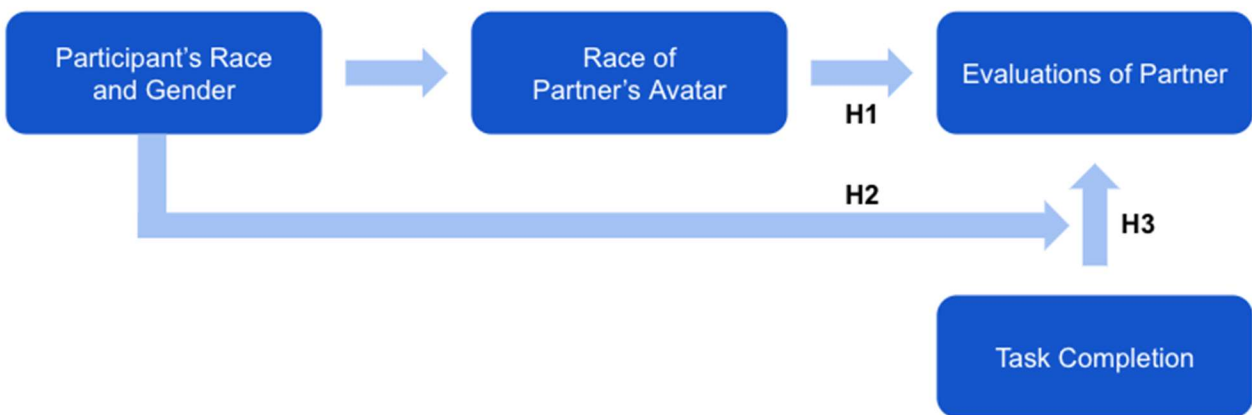 Participant's Race
and Gender
Race of
Partner's Avatar
Evaluations of Partner
H1
H2
H3
Task Completion